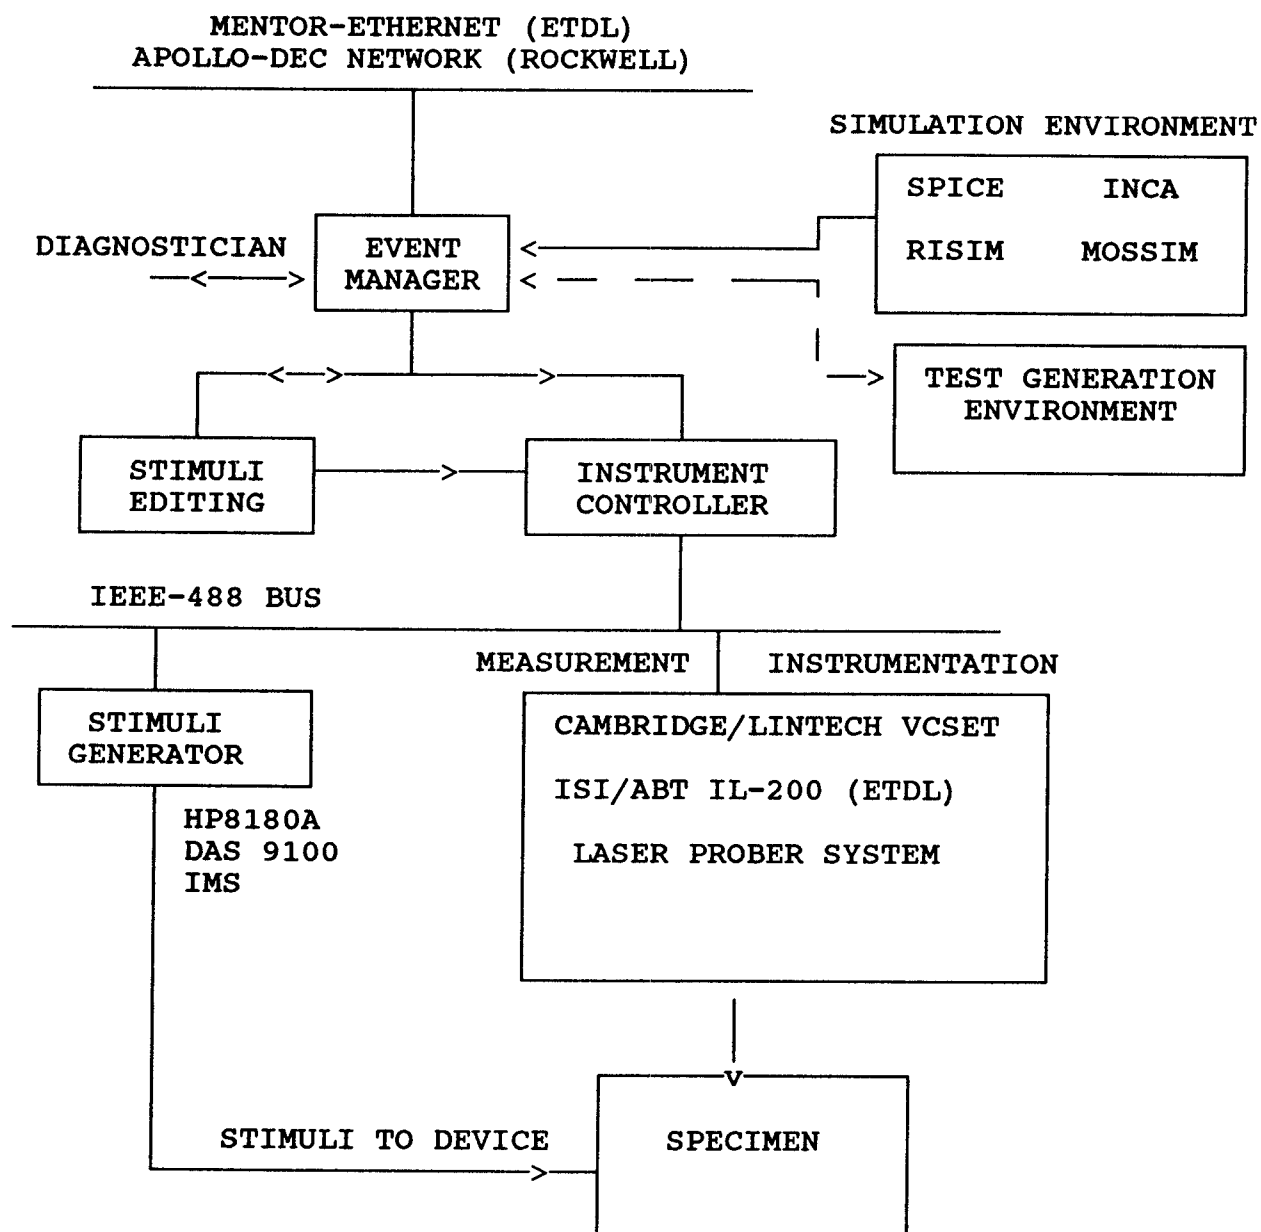 MENTOR-ETHERNET (ETDL)
APOLLO-DEC NETWORK (ROCKWELL)
SIMULATION ENVIRONMENT
SPICE INCA
RISIM MOSSIM
DIAGNOSTICIAN
EVENT
MANAGER
TEST GENERATION
ENVIRONMENT
STIMULI
EDITING
INSTRUMENT
CONTROLLER
IEEE-488 BUS
MEASUREMENT INSTRUMENTATION
STIMULI
GENERATOR
CAMBRIDGE/LINTECH VCSET
ISI/ABT IL-200 (ETDL)
LASER PROBER SYSTEM
HP8180A
DAS 9100
IMS
STIMULI TO DEVICE
SPECIMEN